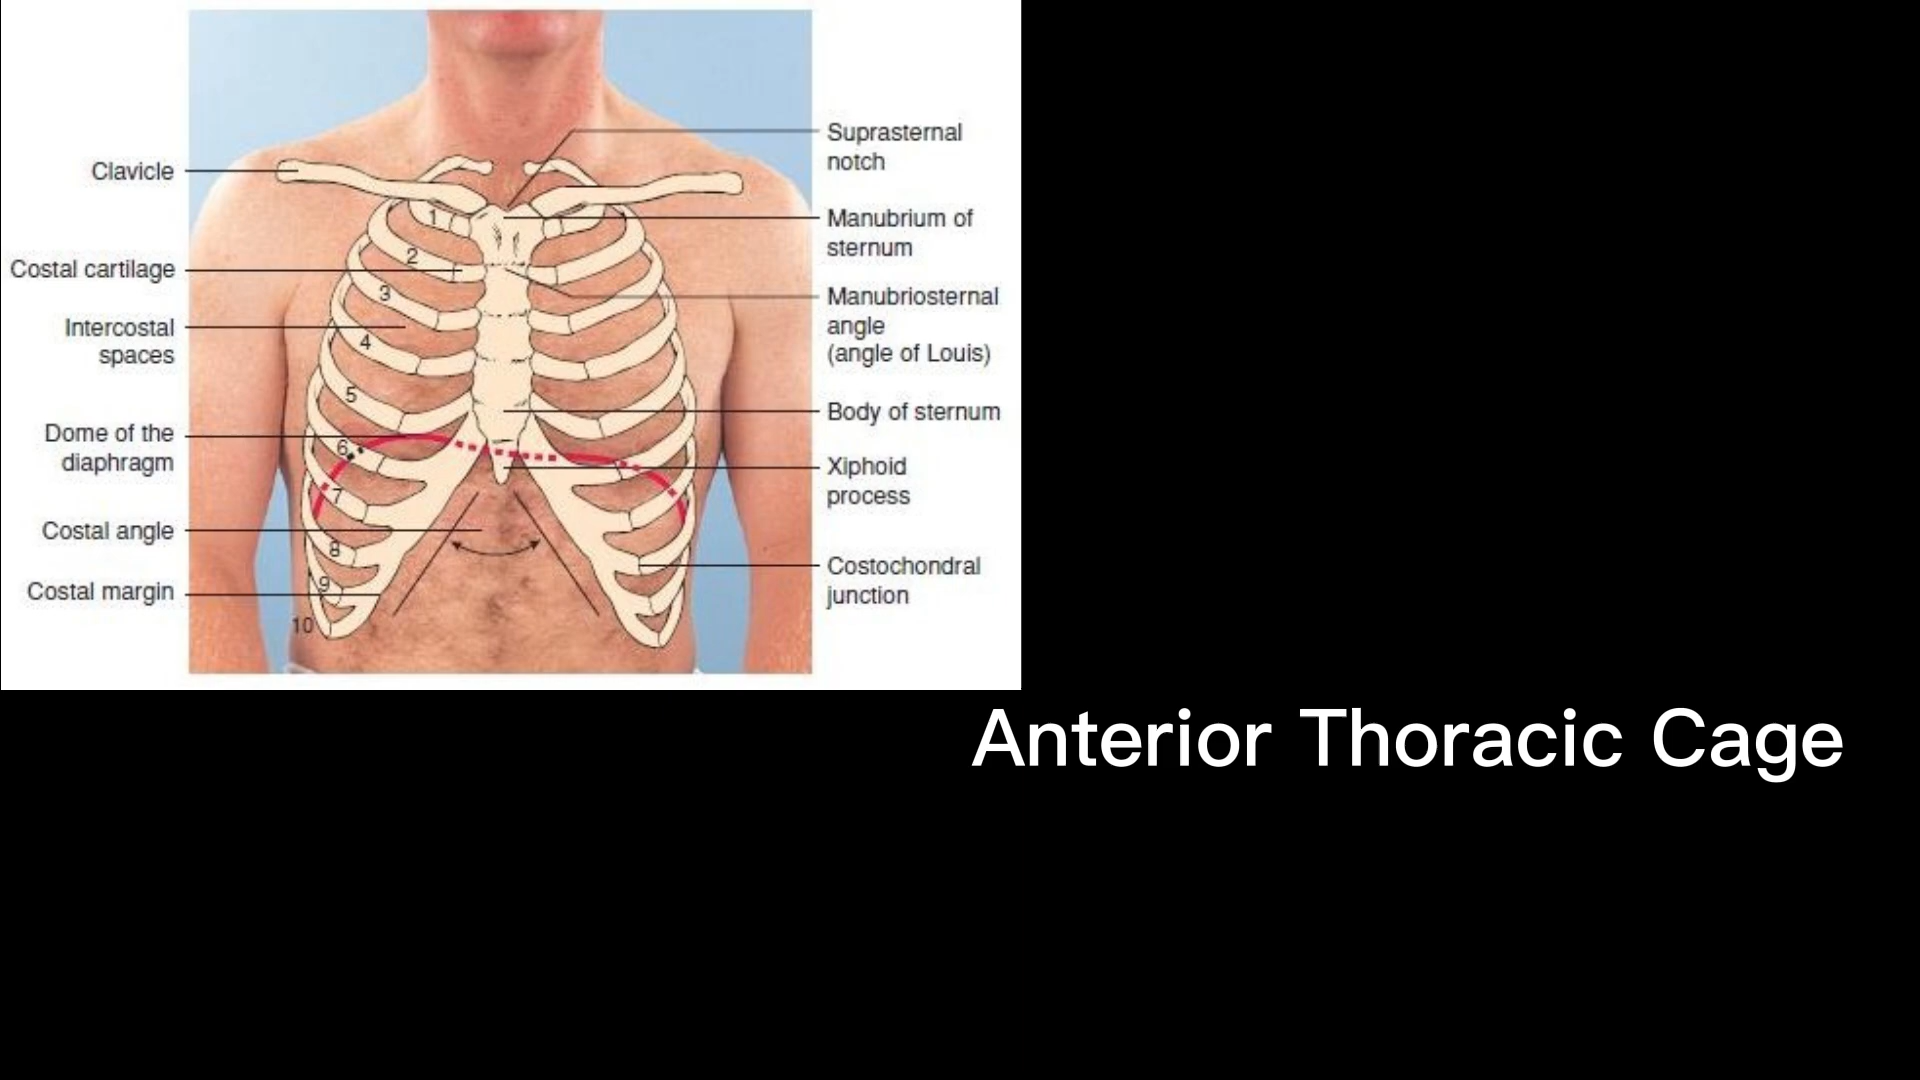 Clavicle
Costal cartilage
Intercostal
spaces
Dome of the
diaphragm
Costal angle
Costal margin
1
2
3
4
5
6
7
8
9
10
Suprasternal
notch
Manubrium of
sternum
Manubriosternal
angle
(angle of Louis)
Body of sternum
Xiphoid
process
Costochondral
junction
Anterior Thoracic Cage